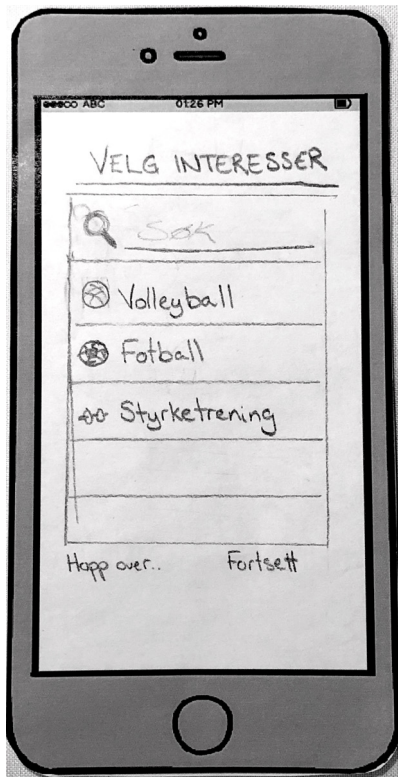 ABC 01:26 PM
VELG INTERESSER
Søk
Volleyball
Fotball
Styrketrening
Hopp over.. Fortsett